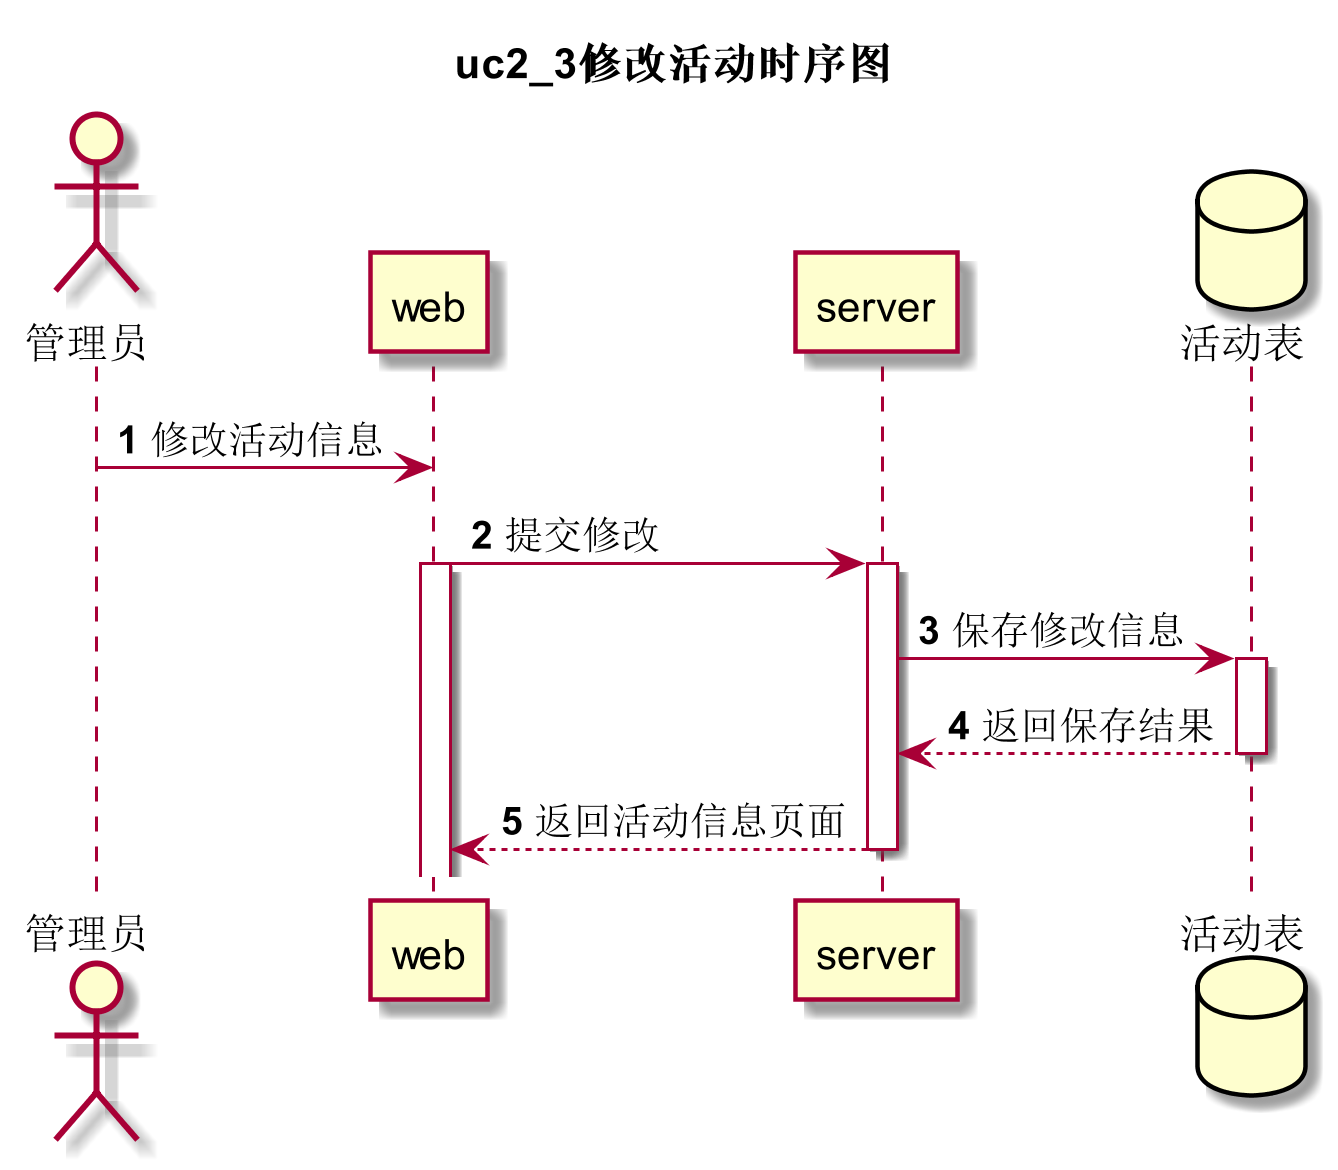 uc2_3修改活动时序图
管理员
web
server
活动表
1 修改活动信息
2 提交修改
3 保存修改信息
4 返回保存结果
5 返回活动信息页面
管理员
web
server
活动表